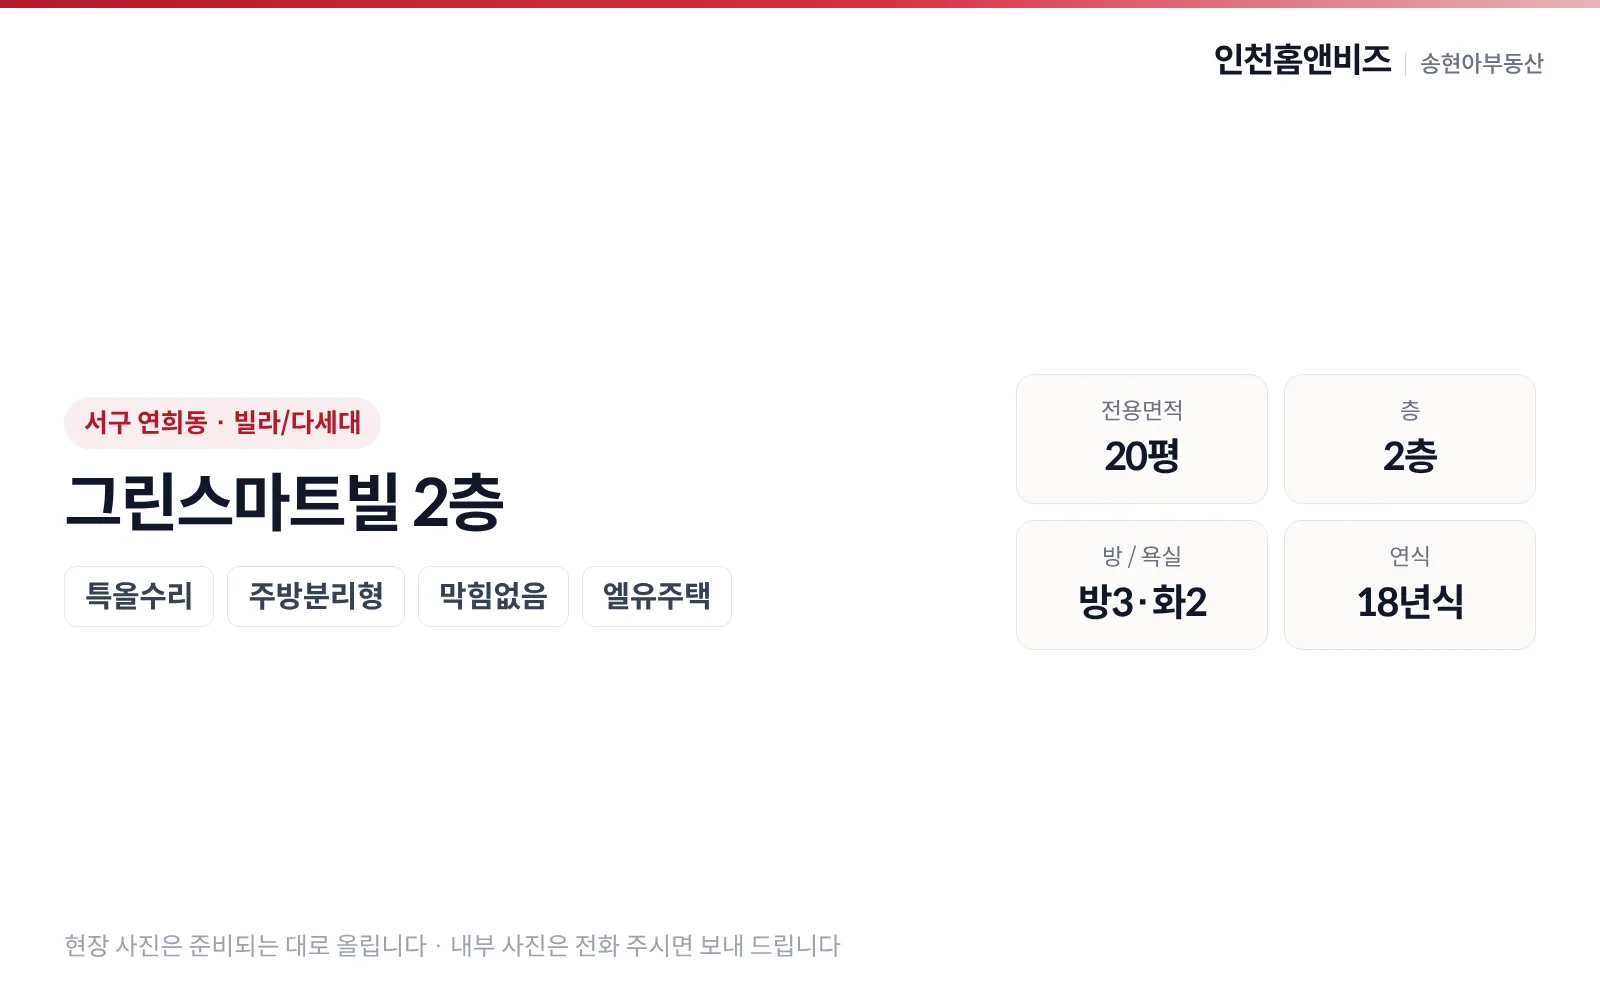 인천홈앤비즈 송현아부동산
서구 연희동 · 빌라/다세대
그린스마트빌 2층
특올수리 주방분리형 막힘없음 엘유주택
전용면적
20평
층
2층
방 / 욕실
방3·화2
연식
18년식
현장 사진은 준비되는 대로 올립니다 · 내부 사진은 전화 주시면 보내 드립니다